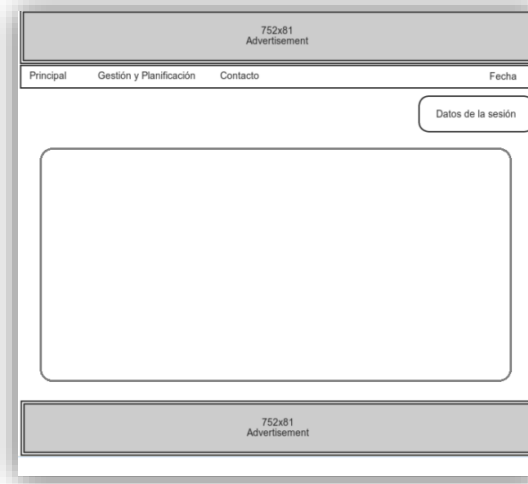 752x81
Advertisement
Principal Gestión y Planificación Contacto Fecha
Datos de la sesión
752x81
Advertisement